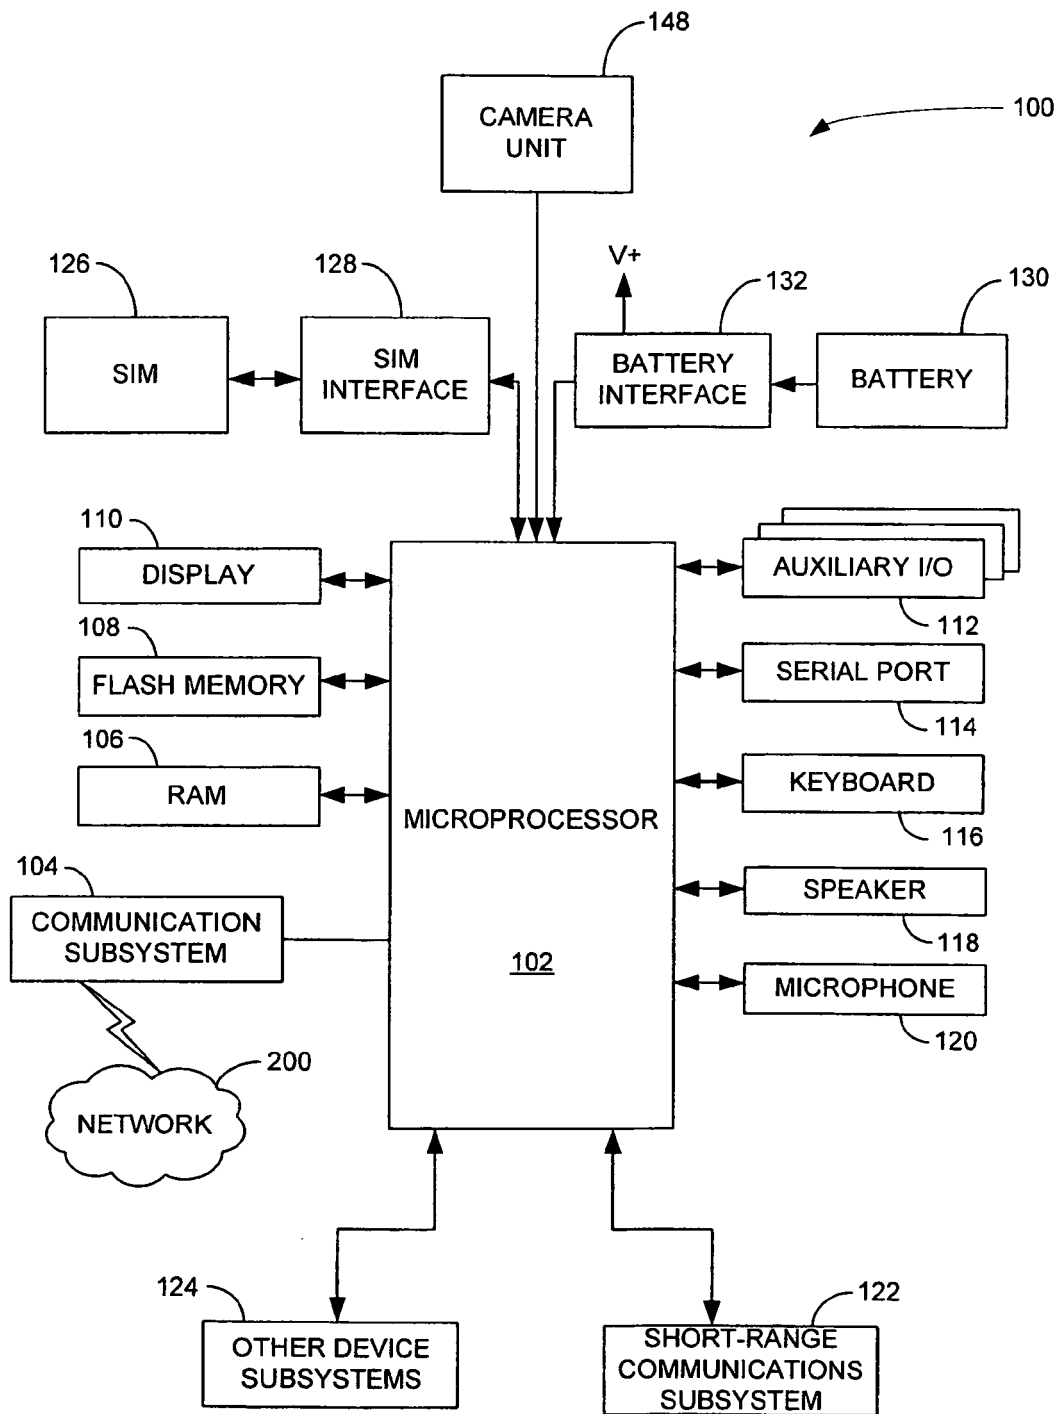 148
CAMERA
UNIT
100
V+
126
128
132
130
SIM
SIM
INTERFACE
BATTERY
INTERFACE
BATTERY
110
DISPLAY
AUXILIARY I/O
112
108
FLASH MEMORY
SERIAL PORT
114
106
RAM
KEYBOARD
116
MICROPROCESSOR
102
104
COMMUNICATION
SUBSYSTEM
SPEAKER
118
MICROPHONE
120
200
NETWORK
124
OTHER DEVICE
SUBSYSTEMS
122
SHORT-RANGE
COMMUNICATIONS
SUBSYSTEM